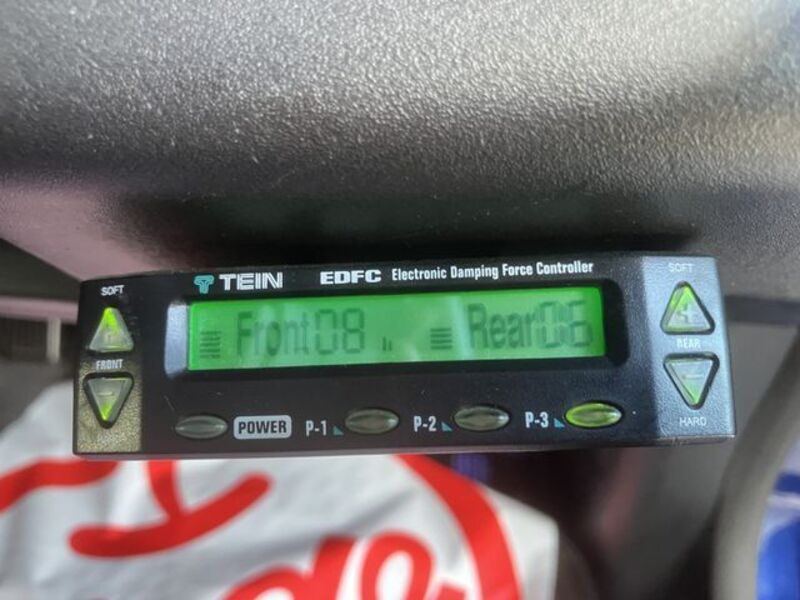 TEIN EDFC Electronic Damping Force Controller
SOFT
SOFT
Front08 Rear06
FRONT
REAR
HARD
POWER P-1 P-2 P-3